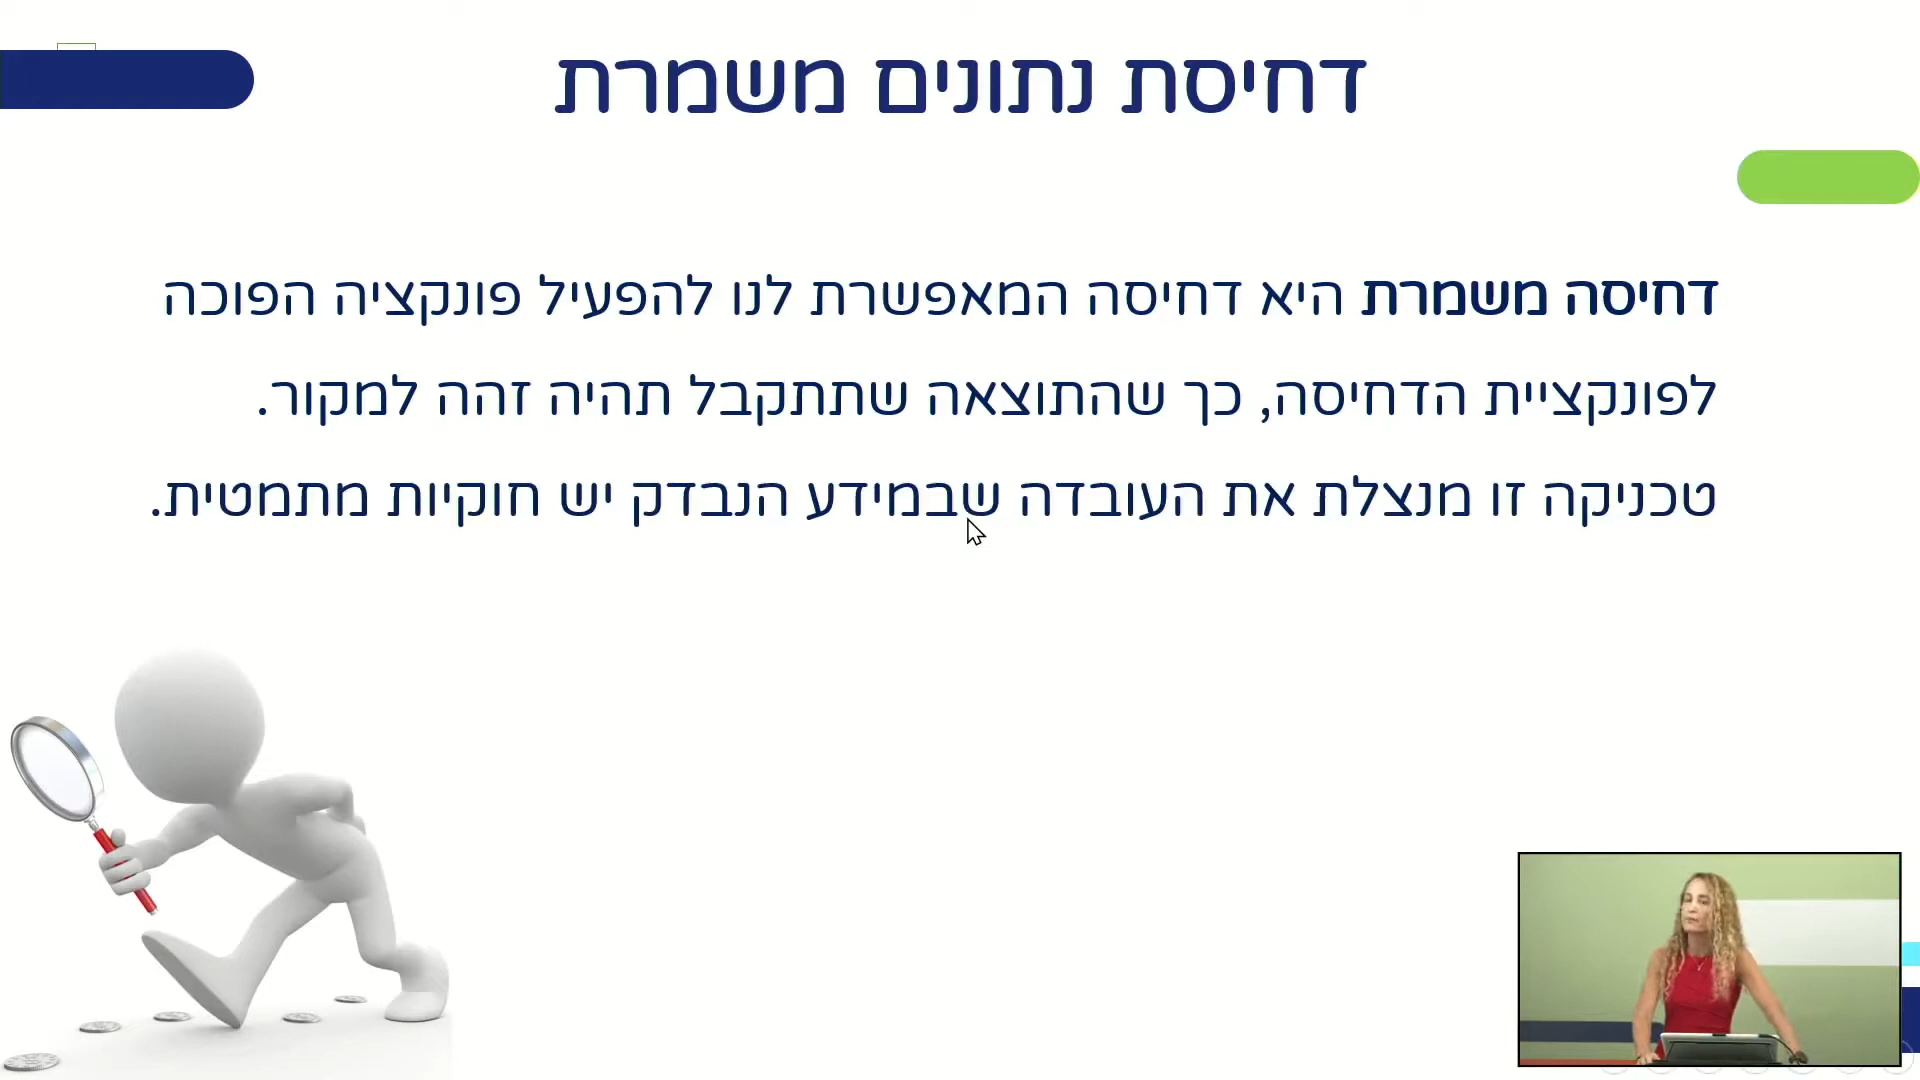 דחיסת נתונים משמרת
דחיסה משמרת היא דחיסה המאפשרת לנו להפעיל פונקציה הפוכה
לפונקציית הדחיסה, כך שהתוצאה שתתקבל תהיה זהה למקור.
טכניקה זו מנצלת את העובדה שבמידע הנבדק יש חוקיות מתמטית.